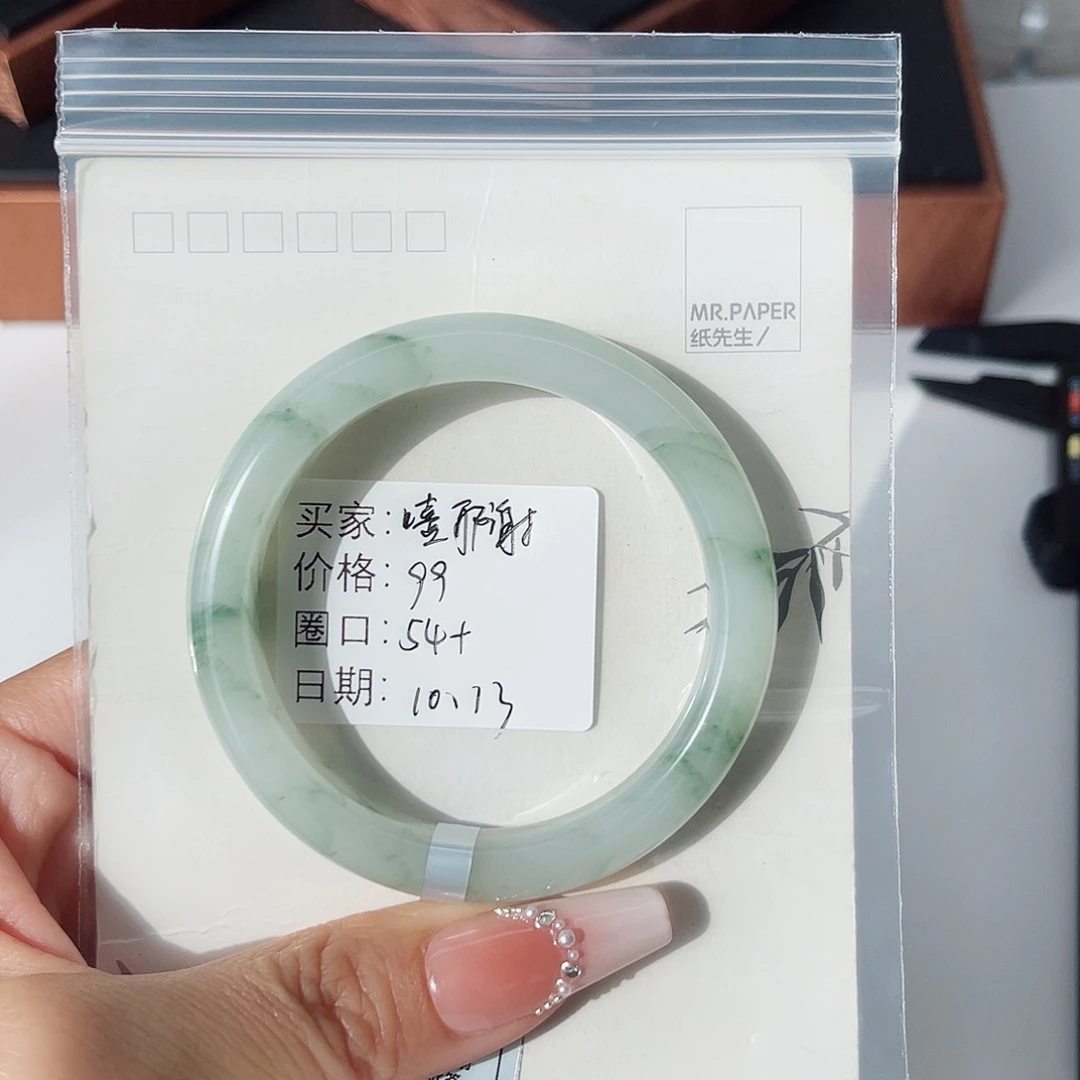 MR.PAPER
纸先生/
买家:
价格: 99
圈口: 54+
日期: 10、13